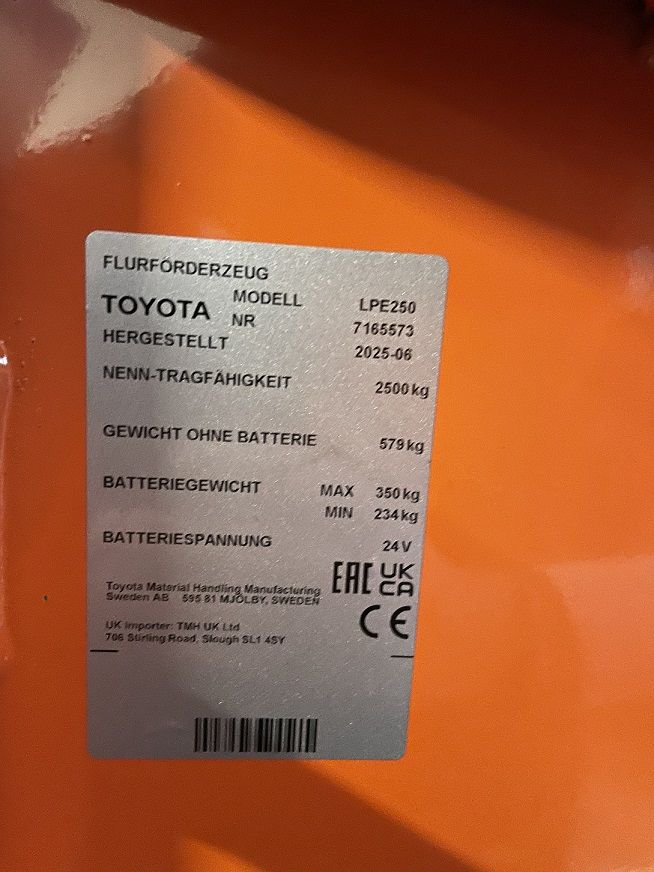 FLURFÖRDERZEUG
TOYOTA MODELL LPE250
NR 7165573
HERGESTELLT 2025-06
NENN-TRAGFÄHIGKEIT 2500 kg
GEWICHT OHNE BATTERIE 579 kg
BATTERIEGEWICHT MAX 350 kg
MIN 234 kg
BATTERIESPANNUNG 24 V
EAC UK CA
Toyota Material Handling Manufacturing
Sweden AB 595 81 MJÖLBY, SWEDEN
CE
UK Importer: TMH UK Ltd
706 Stirling Road, Slough SL1 4SY